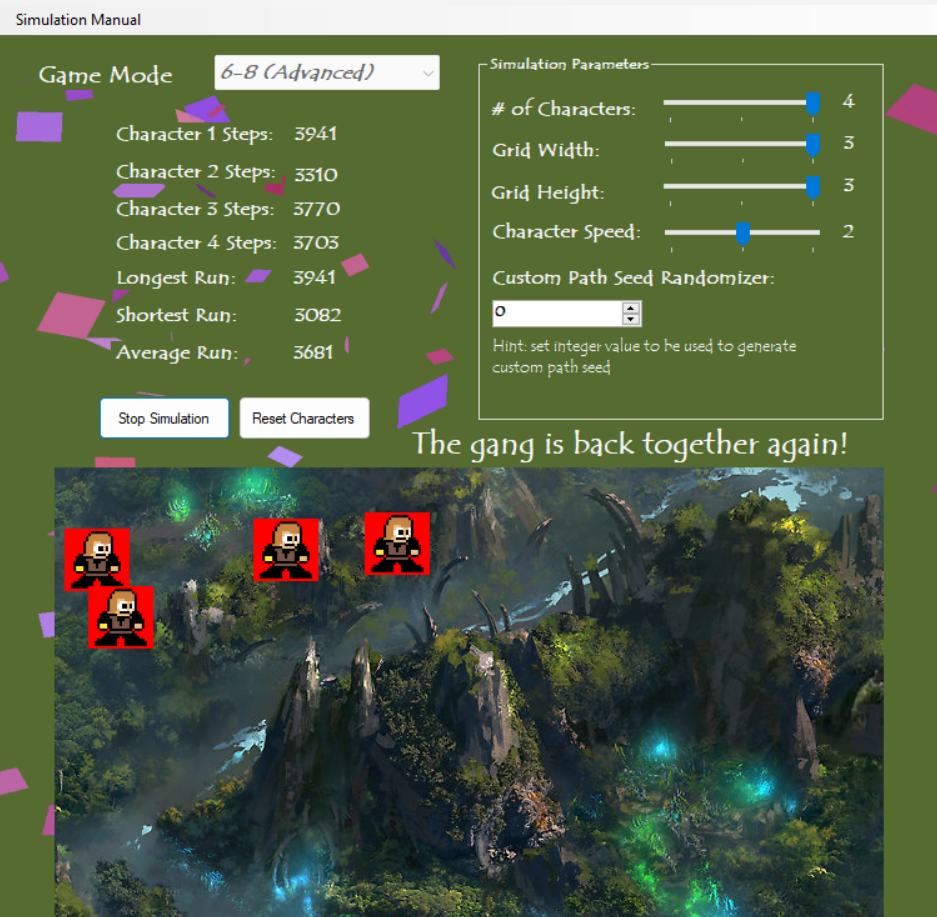 Simulation Manual
Game Mode 6-8 (Advanced)
Character 1 Steps: 3941
Character 2 Steps: 3310
Character 3 Steps: 3770
Character 4 Steps: 3703
Longest Run: 3941
Shortest Run: 3082
Average Run: 3681
Stop Simulation Reset Characters
Simulation Parameters
# of Characters: 4
Grid Width: 3
Grid Height: 3
Character Speed: 2
Custom Path Seed Randomizer:
0
Hint: set integer value to be used to generate
custom path seed
The gang is back together again!